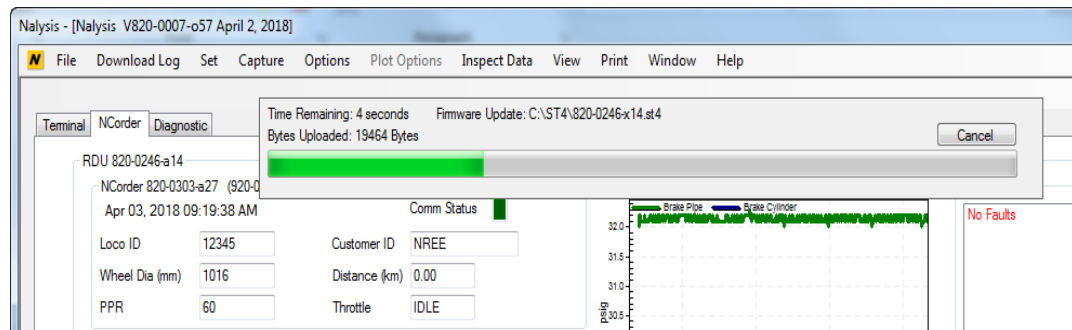 Nalysis - [Nalysis V820-0007-o57 April 2, 2018]
N File Download Log Set Capture Options Plot Options Inspect Data View Print Window Help
Time Remaining: 4 seconds Firmware Update: C:\ST4\820-0246-x14.st4
Bytes Uploaded: 19464 Bytes
Cancel
Terminal NCorder Diagnostic
RDU 820-0246-a14
NCorder 820-0303-a27 (920-0
Apr 03, 2018 09:19:38 AM Comm Status
Loco ID 12345 Customer ID NREE
Wheel Dia (mm) 1016 Distance (km) 0.00
PPR 60 Throttle IDLE
Brake Pipe Brake Cylinder
32.0
31.5
31.0
30.5
psig
No Faults